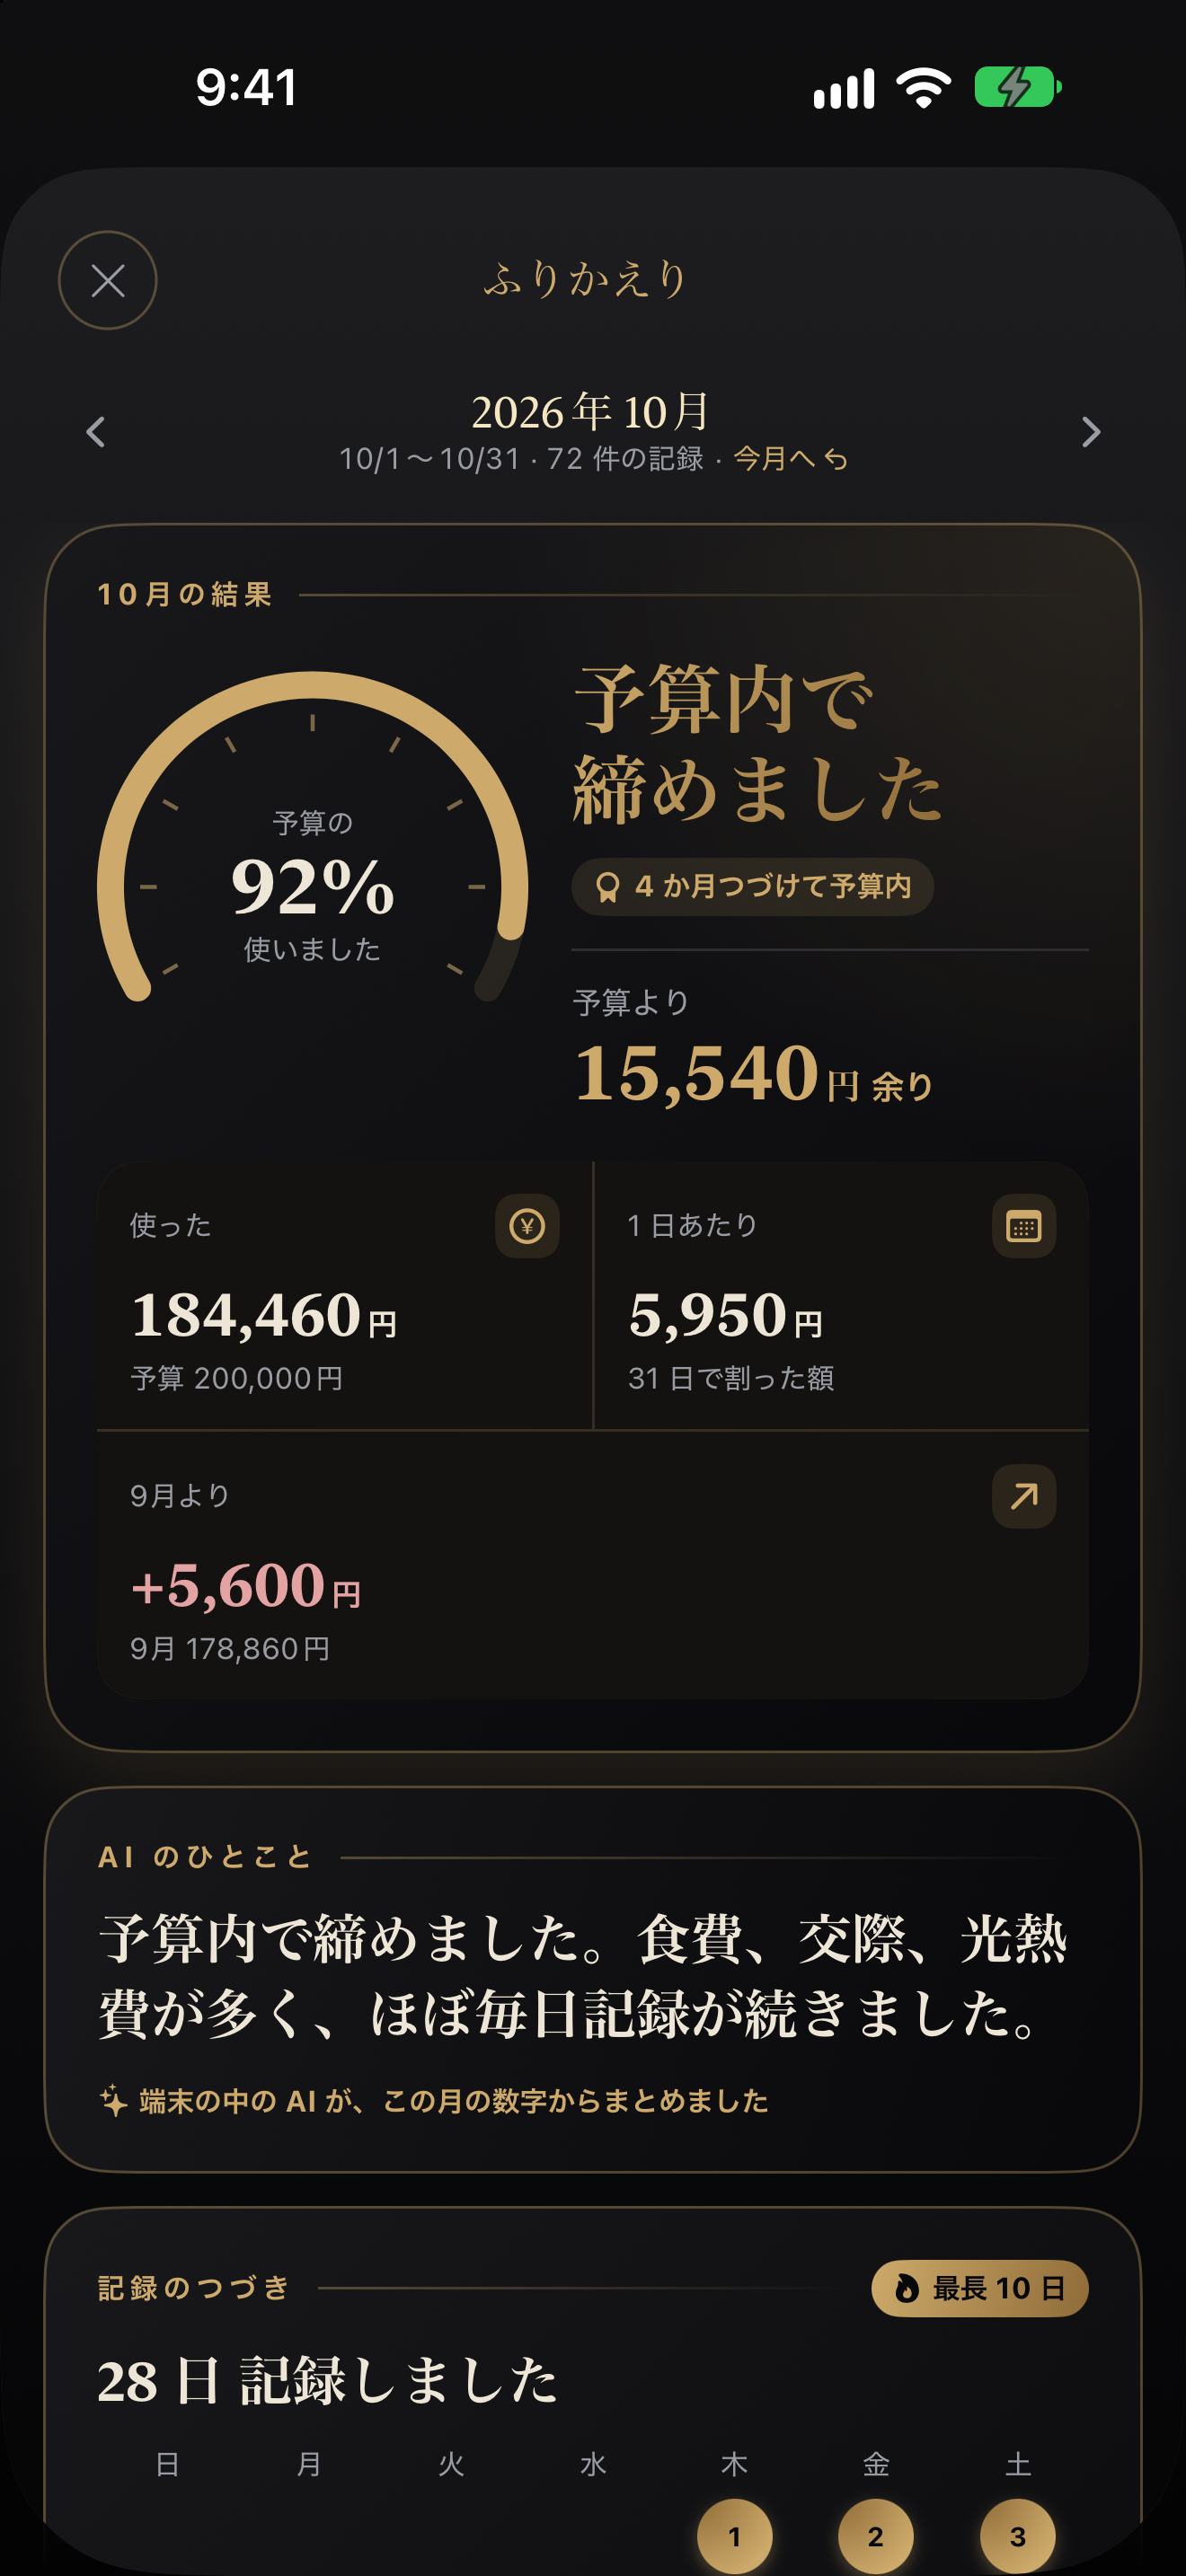 9:41
ふりかえり
2026年 10月
10/1〜10/31 · 72 件の記録 · 今月へ
10月の結果
予算内で
締めました
予算の
92%
使いました
4 か月つづけて予算内
予算より
15,540円 余り
使った
184,460円
予算 200,000円
1 日あたり
5,950円
31 日で割った額
9月より
+5,600円
9月 178,860円
AI のひとこと
予算内で締めました。食費、交際、光熱
費が多く、ほぼ毎日記録が続きました。
端末の中の AI が、この月の数字からまとめました
記録のつづき
最長 10 日
28 日 記録しました
日 月 火 水 木 金 土
1 2 3